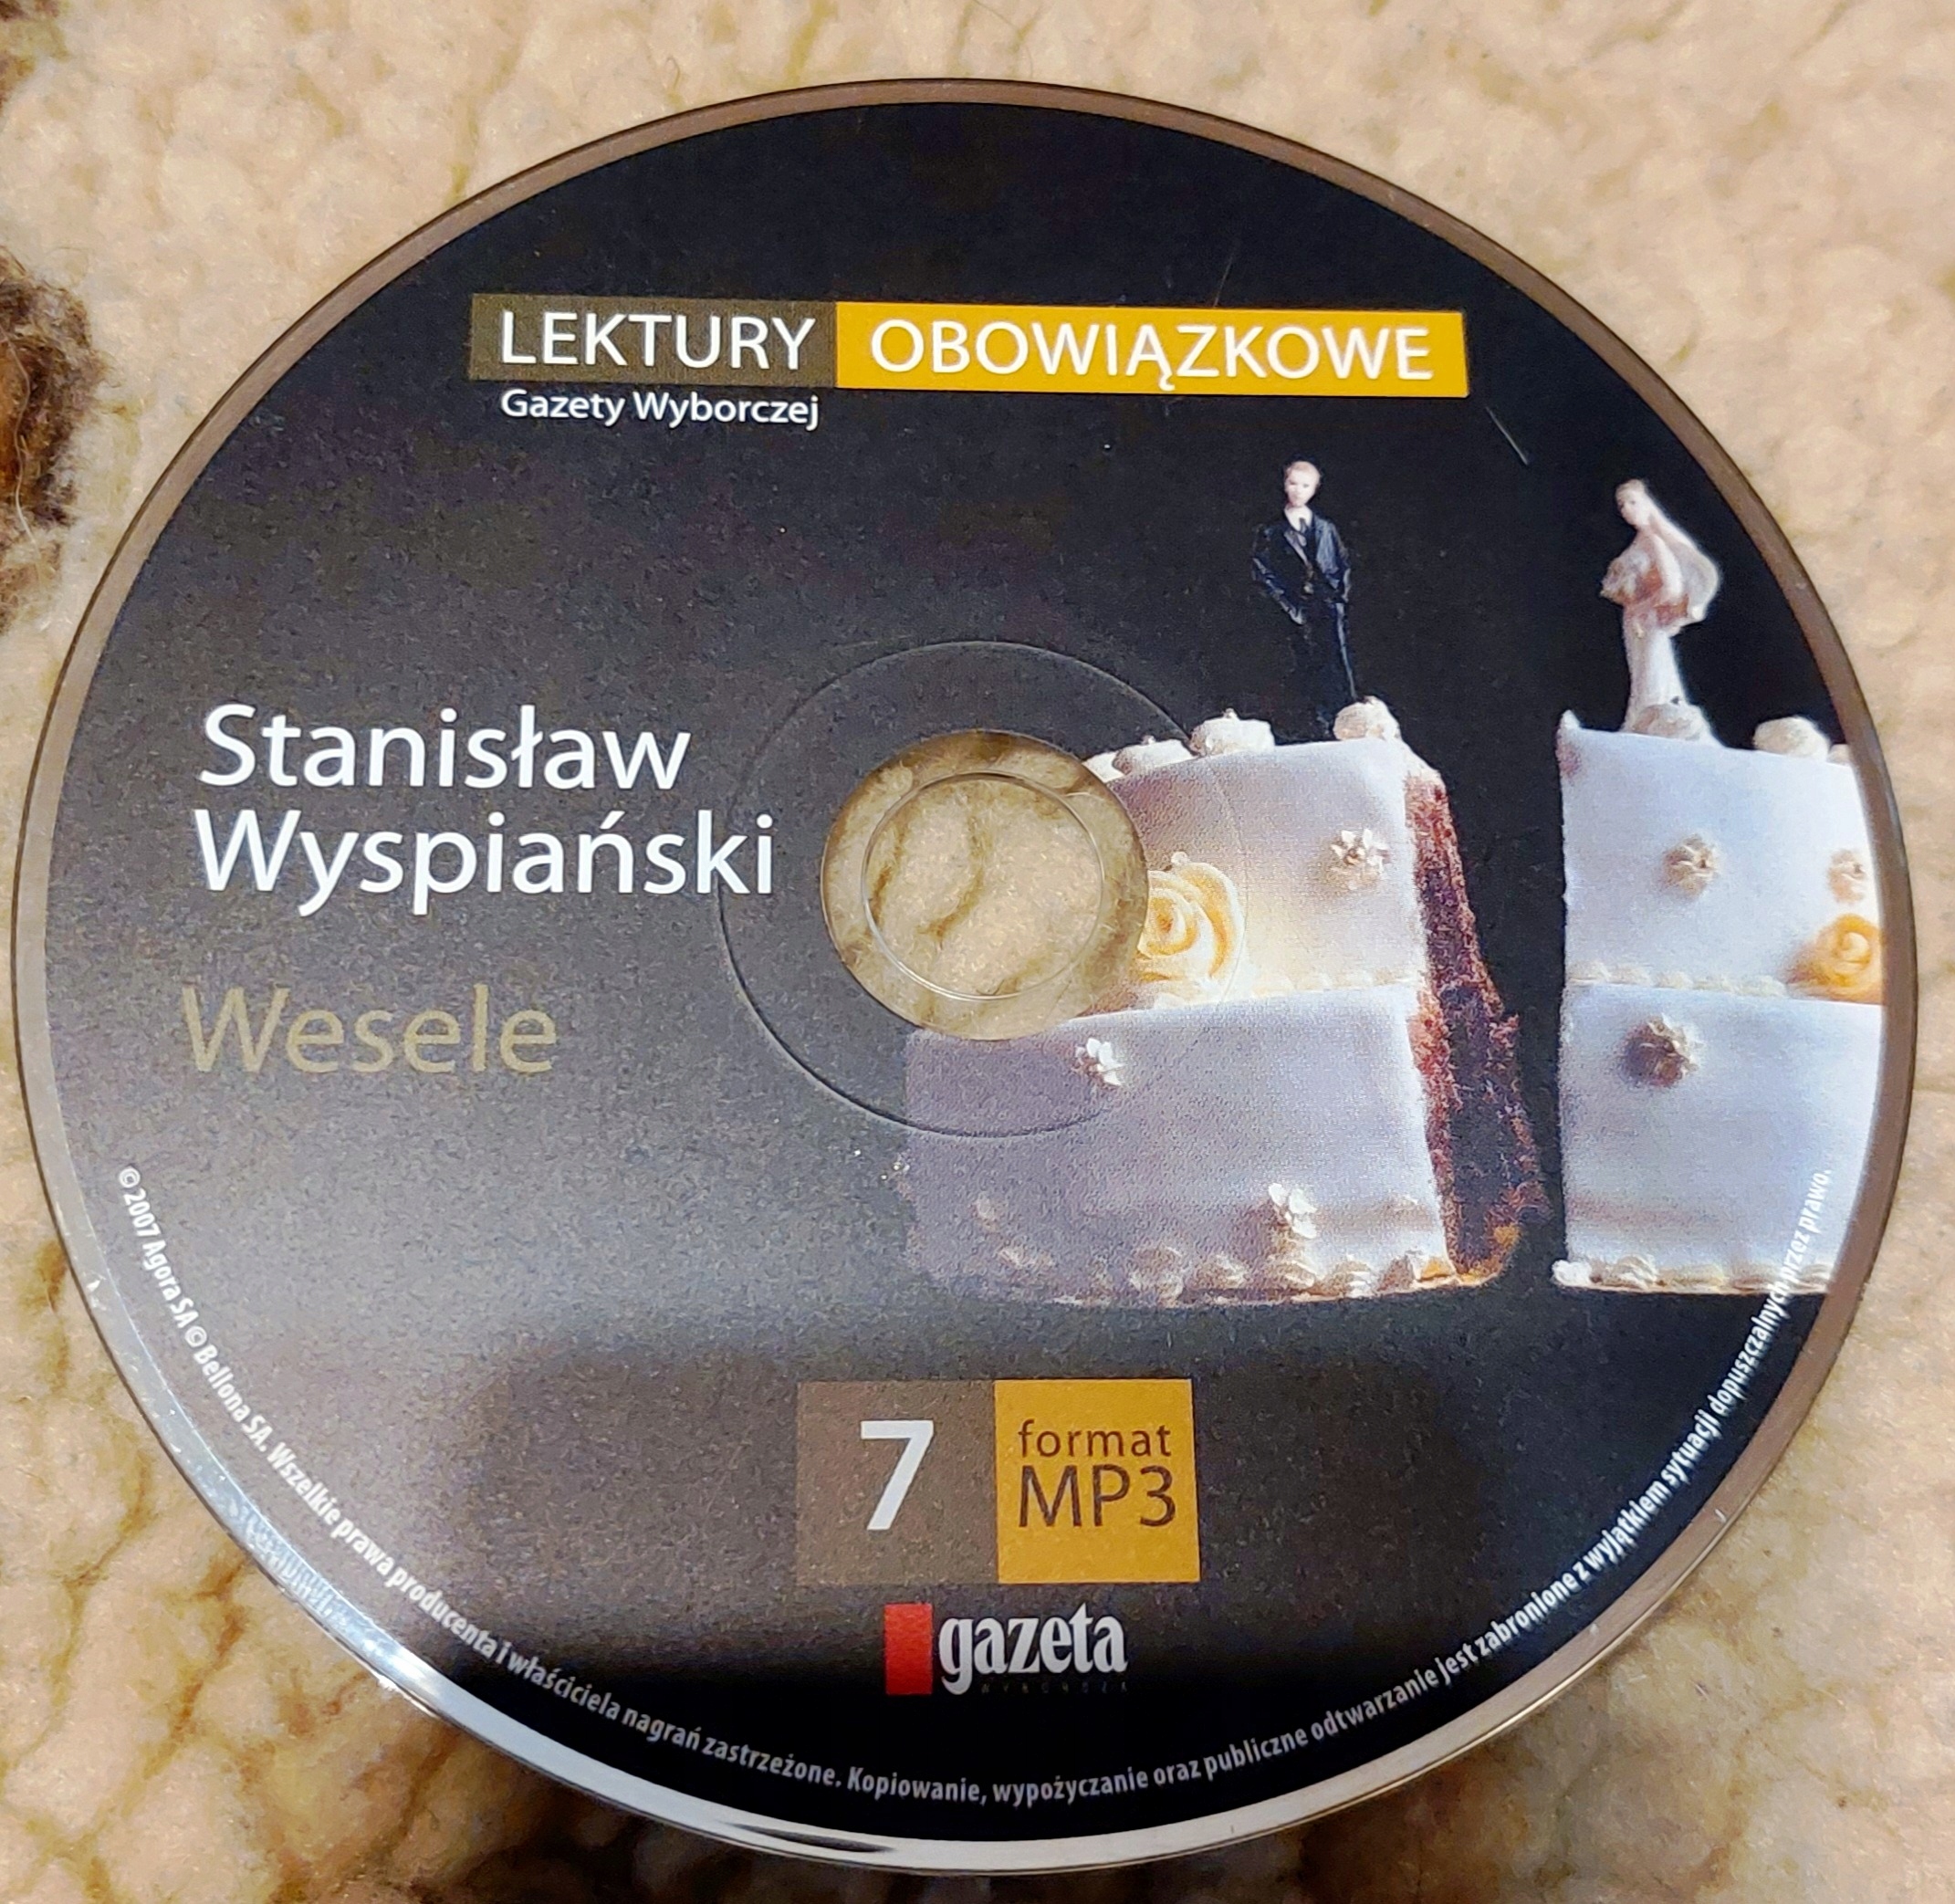 LEKTURY OBOWIĄZKOWE
Gazety Wyborczej
Stanisław
Wyspiański
Wesele
7
format
MP3
gazeta
WYBORCZA
©2007 Agora SA © Bellona SA. Wszelkie prawa producenta i właściciela nagrań zastrzeżone. Kopiowanie, wypożyczanie oraz publiczne odtwarzanie jest zabronione z wyjątkiem sytuacji dopuszczalnych przez prawo.